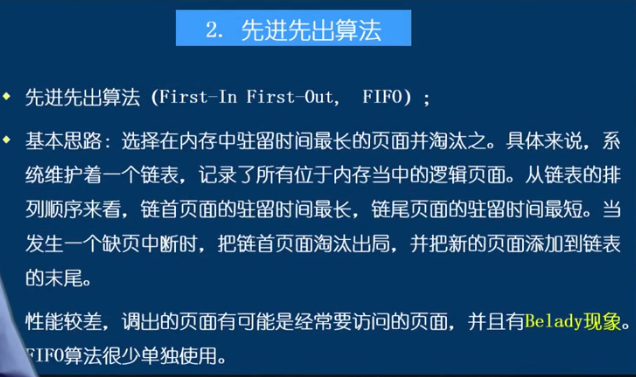 2. 先进先出算法
先进先出算法（First-In First-Out, FIFO）；
基本思路：选择在内存中驻留时间最长的页面并淘汰之。具体来说，系
统维护着一个链表，记录了所有位于内存当中的逻辑页面。从链表的排
列顺序来看，链首页面的驻留时间最长，链尾页面的驻留时间最短。当
发生一个缺页中断时，把链首页面淘汰出局，并把新的页面添加到链表
的末尾。
性能较差，调出的页面有可能是经常要访问的页面，并且有Belady现象。
FIFO算法很少单独使用。